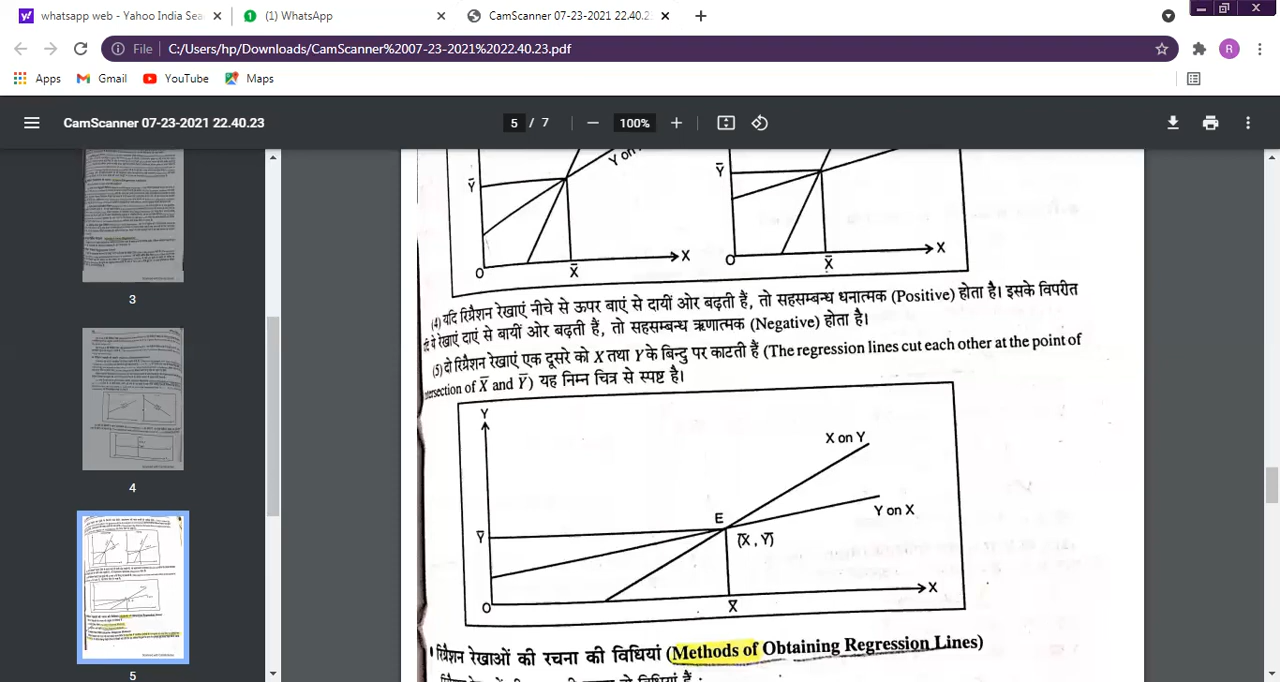 whatsapp web - Yahoo India Sea
(1) WhatsApp
CamScanner 07-23-2021 22.40.2
File C:/Users/hp/Downloads/CamScanner%2007-23-2021%2022.40.23.pdf
R
Apps Gmail YouTube Maps
CamScanner 07-23-2021 22.40.23
5 / 7
100%
3
4
5
Y on
Y̅
O
X̅
X
Y̅
O
X̅
X
(4) यदि रिग्रैशन रेखाएं नीचे से ऊपर बाएं से दायीं ओर बढ़ती हैं, तो सहसम्बन्ध धनात्मक (Positive) होता है। इसके विपरीत
वे रेखाएं दाएं से बायीं ओर बढ़ती हैं, तो सहसम्बन्ध ऋणात्मक (Negative) होता है।
(5) दो रिग्रैशन रेखाएं एक दूसरे को X तथा Y के बिन्दु पर काटती हैं (The regression lines cut each other at the point of
ntersection of X̅ and Y̅) यह निम्न चित्र से स्पष्ट है।
Y
X on Y
Y on X
E
(X̅, Y̅)
Y̅
O
X̅
X
• रिग्रैशन रेखाओं की रचना की विधियां (Methods of Obtaining Regression Lines)